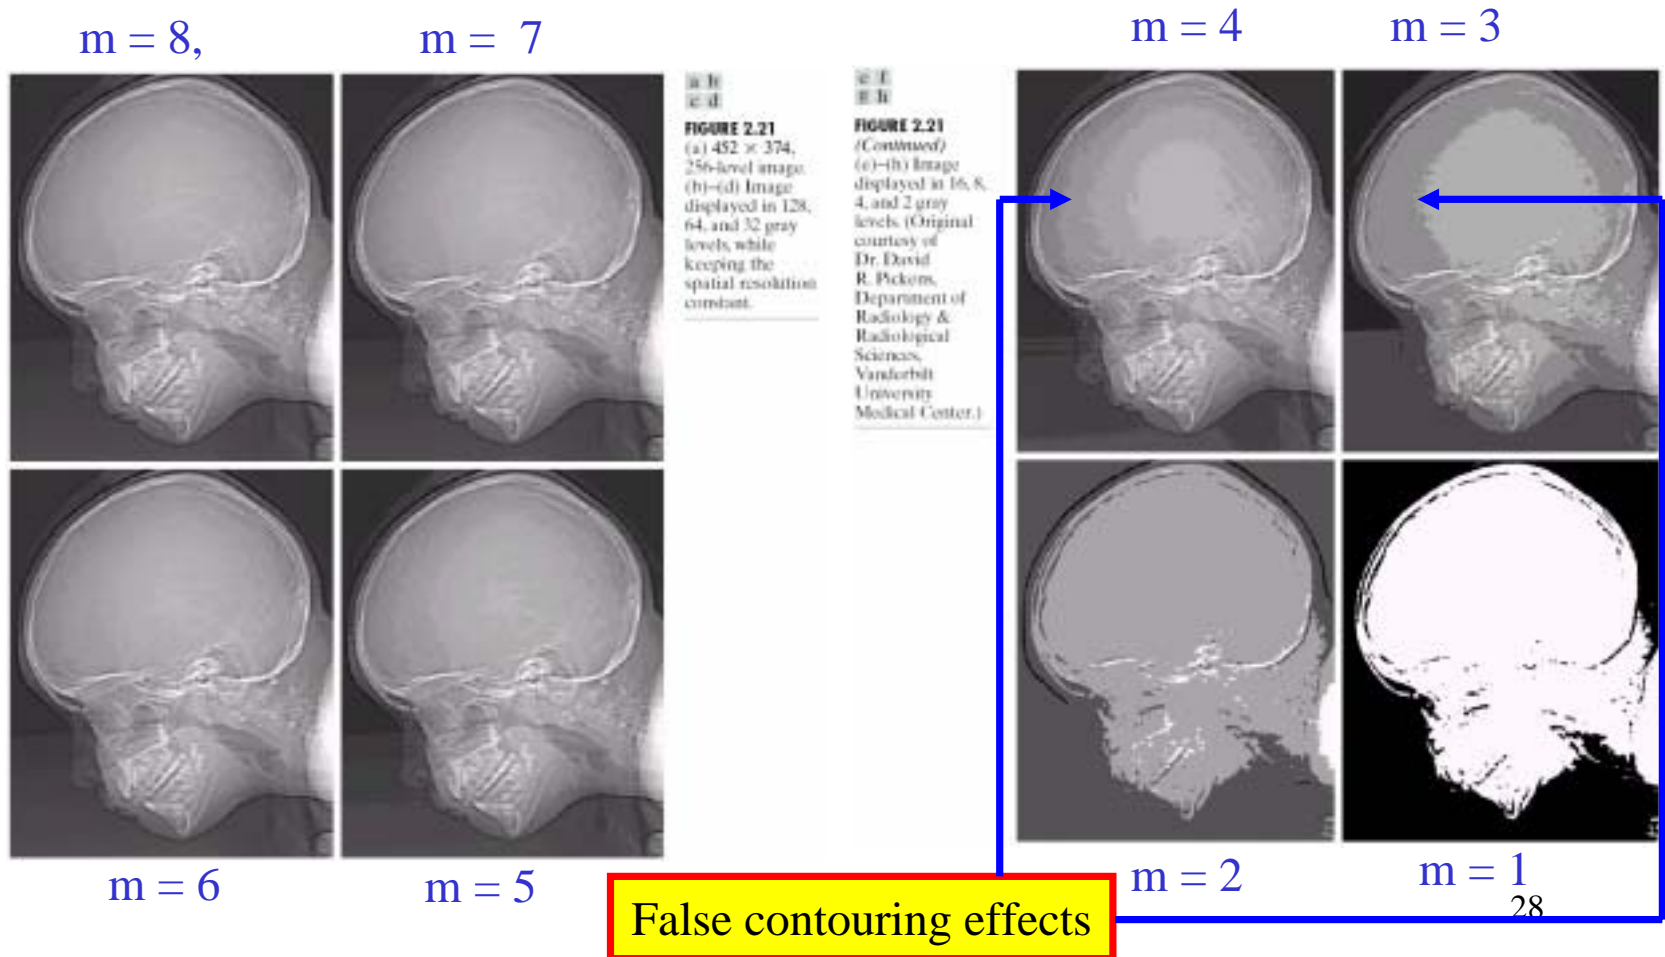 m = 8,
m = 7
a b
c d
FIGURE 2.21
(a) 452 × 374,
256-level image.
(b)–(d) Image
displayed in 128,
64, and 32 gray
levels, while
keeping the
spatial resolution
constant.
m = 6
m = 5
e f
g h
FIGURE 2.21
(Continued)
(e)–(h) Image
displayed in 16, 8,
4, and 2 gray
levels. (Original
courtesy of
Dr. David
R. Pickens,
Department of
Radiology &
Radiological
Sciences,
Vanderbilt
University
Medical Center.)
m = 4
m = 3
m = 2
m = 1
False contouring effects
28